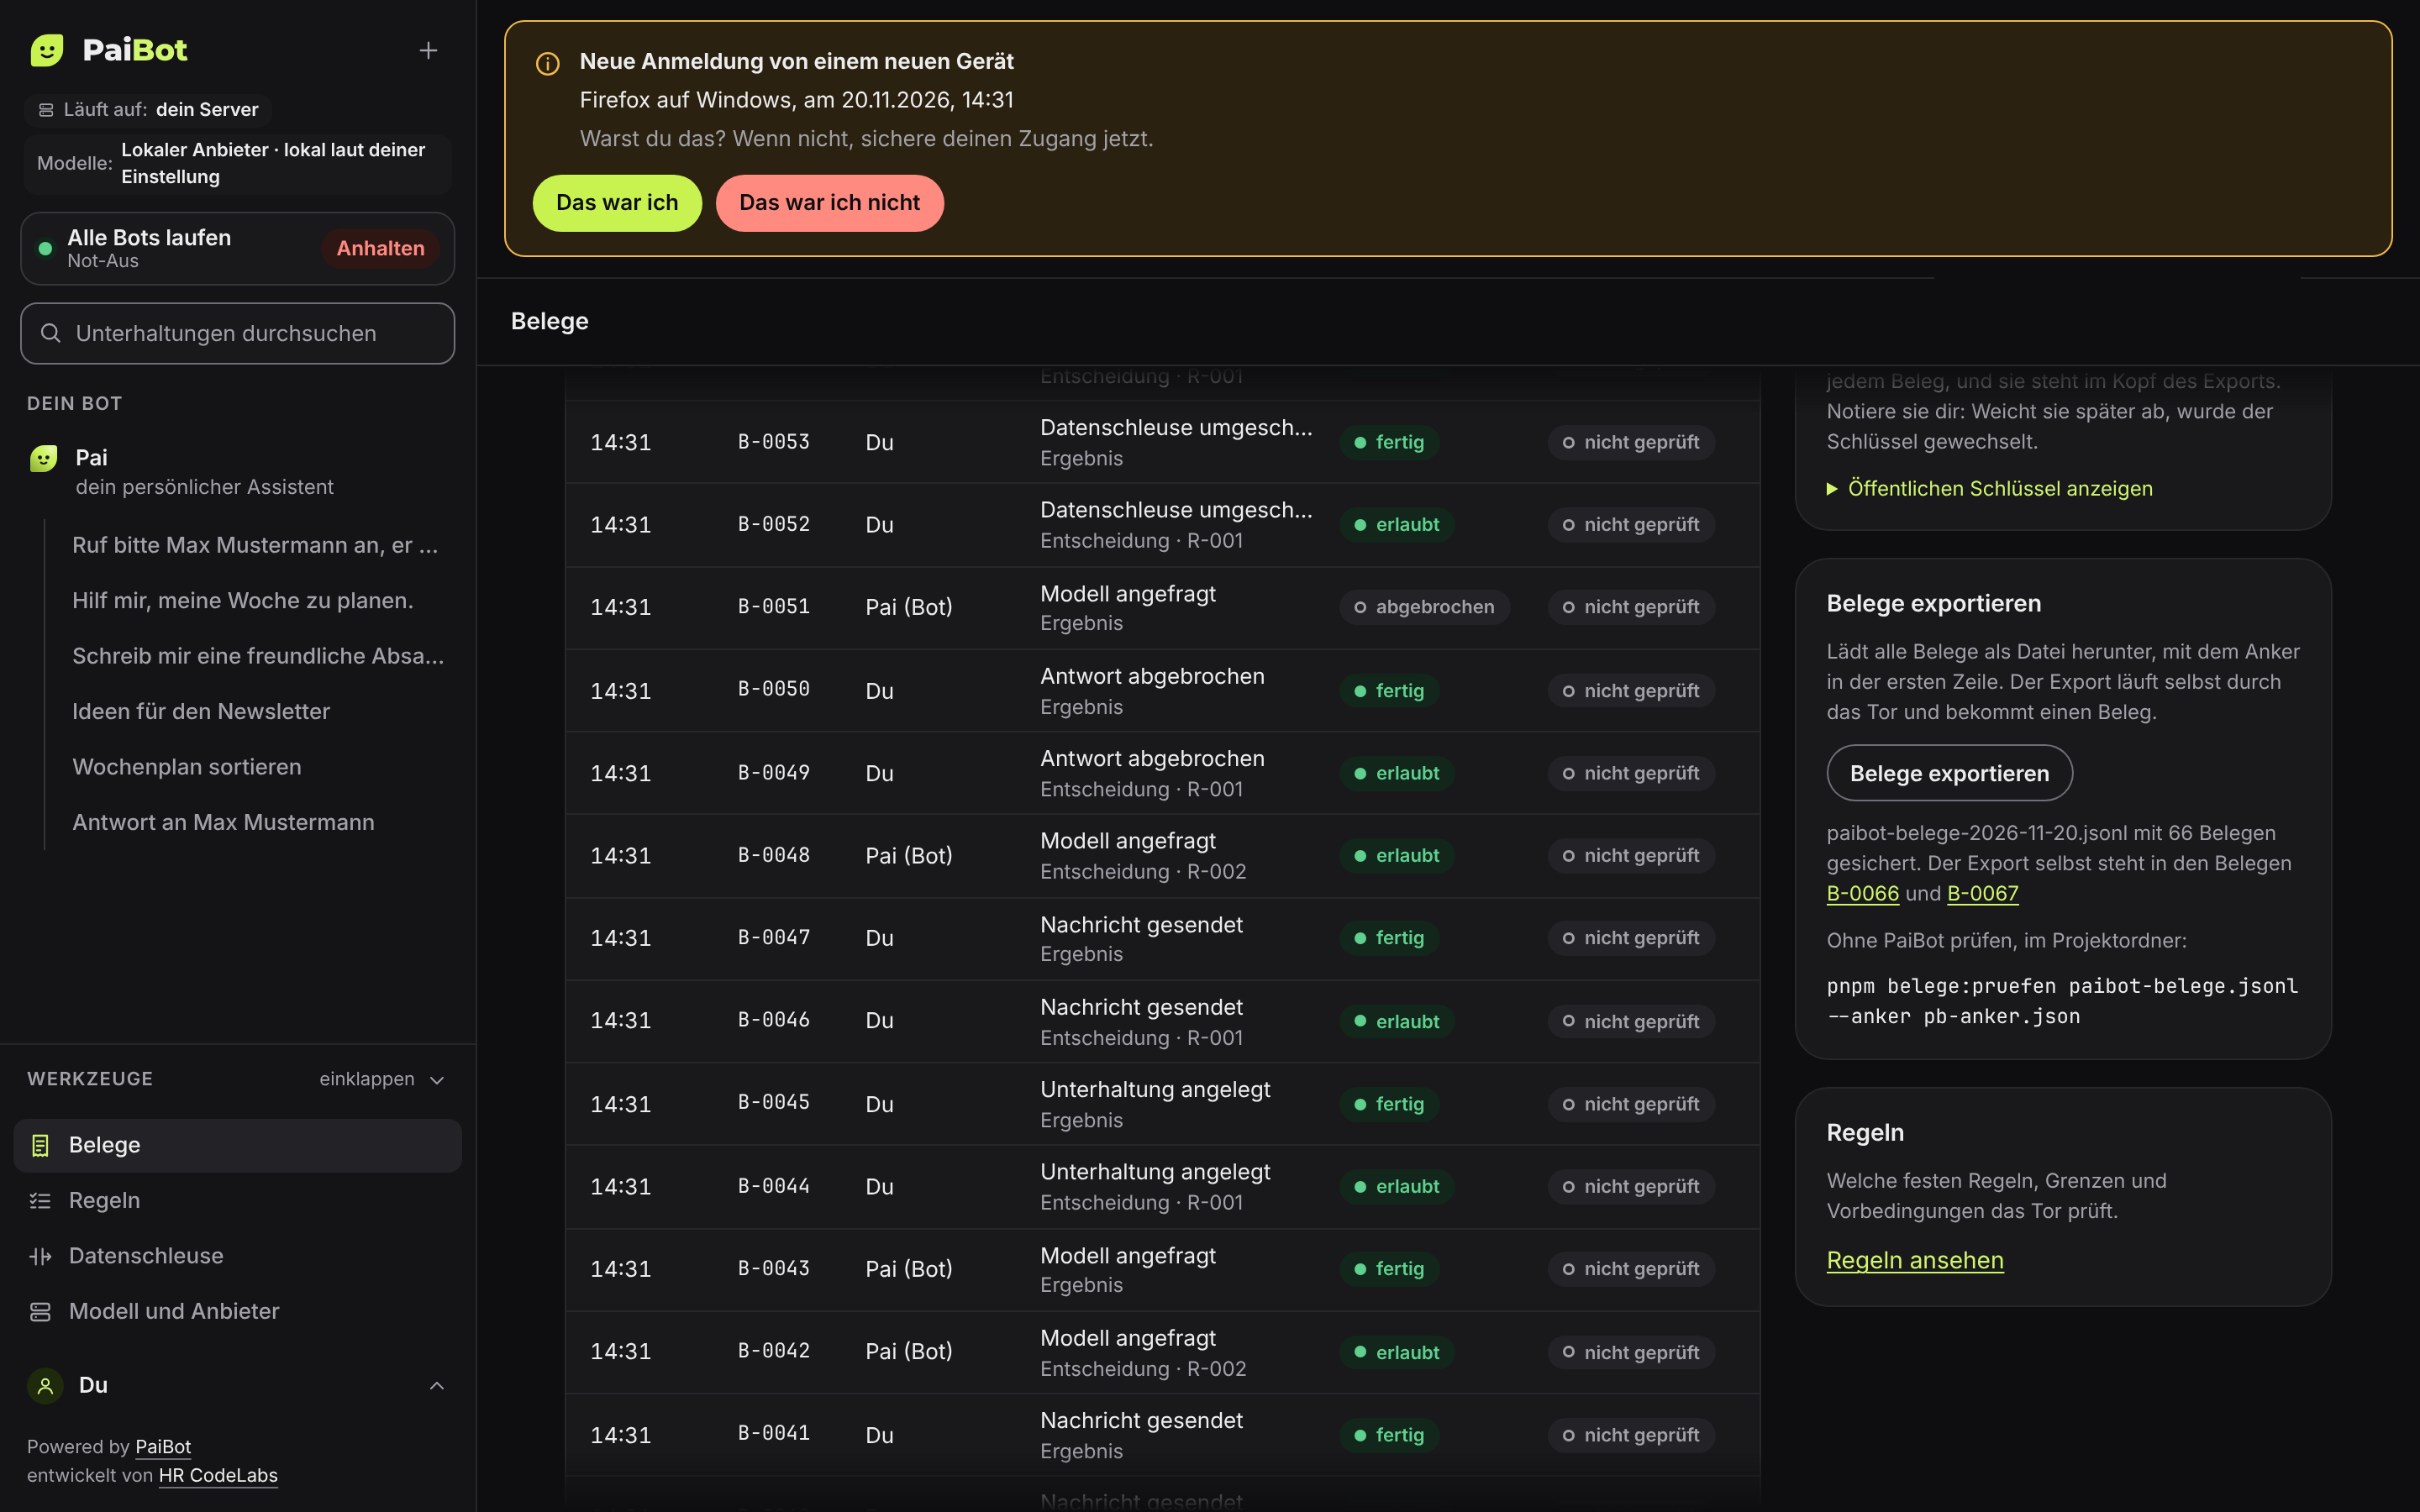 PaiBot
Läuft auf: dein Server
Modelle: Lokaler Anbieter · lokal laut deiner
Einstellung
Alle Bots laufen
Not-Aus
Anhalten
Unterhaltungen durchsuchen
DEIN BOT
Pai
dein persönlicher Assistent
Ruf bitte Max Mustermann an, er ...
Hilf mir, meine Woche zu planen.
Schreib mir eine freundliche Absa...
Ideen für den Newsletter
Wochenplan sortieren
Antwort an Max Mustermann
WERKZEUGE einklappen
Belege
Regeln
Datenschleuse
Modell und Anbieter
Du
Powered by PaiBot
entwickelt von HR CodeLabs
Neue Anmeldung von einem neuen Gerät
Firefox auf Windows, am 20.11.2026, 14:31
Warst du das? Wenn nicht, sichere deinen Zugang jetzt.
Das war ich
Das war ich nicht
Belege
Entscheidung · R-001
14:31 B-0053 Du Datenschleuse umgesch... fertig nicht geprüft
Ergebnis
14:31 B-0052 Du Datenschleuse umgesch... erlaubt nicht geprüft
Entscheidung · R-001
14:31 B-0051 Pai (Bot) Modell angefragt abgebrochen nicht geprüft
Ergebnis
14:31 B-0050 Du Antwort abgebrochen fertig nicht geprüft
Ergebnis
14:31 B-0049 Du Antwort abgebrochen erlaubt nicht geprüft
Entscheidung · R-001
14:31 B-0048 Pai (Bot) Modell angefragt erlaubt nicht geprüft
Entscheidung · R-002
14:31 B-0047 Du Nachricht gesendet fertig nicht geprüft
Ergebnis
14:31 B-0046 Du Nachricht gesendet erlaubt nicht geprüft
Entscheidung · R-001
14:31 B-0045 Du Unterhaltung angelegt fertig nicht geprüft
Ergebnis
14:31 B-0044 Du Unterhaltung angelegt erlaubt nicht geprüft
Entscheidung · R-001
14:31 B-0043 Pai (Bot) Modell angefragt fertig nicht geprüft
Ergebnis
14:31 B-0042 Pai (Bot) Modell angefragt erlaubt nicht geprüft
Entscheidung · R-002
14:31 B-0041 Du Nachricht gesendet fertig nicht geprüft
Ergebnis
Nachricht gesendet
jedem Beleg, und sie steht im Kopf des Exports.
Notiere sie dir: Weicht sie später ab, wurde der
Schlüssel gewechselt.
Öffentlichen Schlüssel anzeigen
Belege exportieren
Lädt alle Belege als Datei herunter, mit dem Anker
in der ersten Zeile. Der Export läuft selbst durch
das Tor und bekommt einen Beleg.
Belege exportieren
paibot-belege-2026-11-20.jsonl mit 66 Belegen
gesichert. Der Export selbst steht in den Belegen
B-0066 und B-0067
Ohne PaiBot prüfen, im Projektordner:
pnpm belege:pruefen paibot-belege.jsonl
--anker pb-anker.json
Regeln
Welche festen Regeln, Grenzen und
Vorbedingungen das Tor prüft.
Regeln ansehen